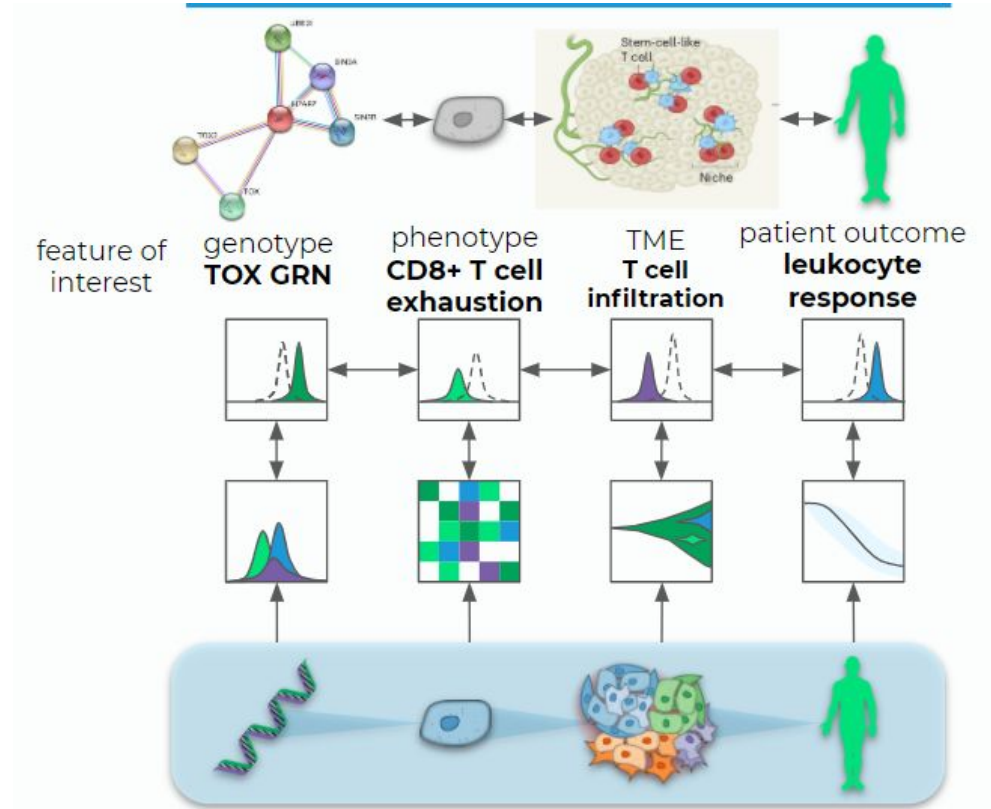 Stem-cell-like
T cell
TOX
Niche
feature of
interest
genotype
TOX GRN
phenotype
CD8+ T cell
exhaustion
TME
T cell
infiltration
patient outcome
leukocyte
response